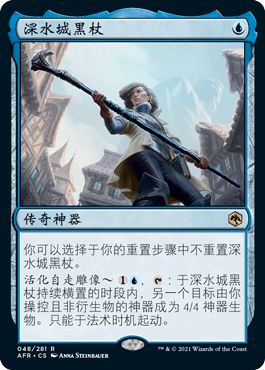 深水城黑杖
传奇神器
你可以选择于你的重置步骤中不重置深
水城黑杖。
活化自走雕像～1，：于深水城黑
杖持续横置的时段内，另一个目标由你
操控且非衍生物的神器成为4/4神器生
物。只能于法术时机起动。
048/281 R
AFR • CS ANNA STEINBAUER
™ & © 2021 Wizards of the Coast